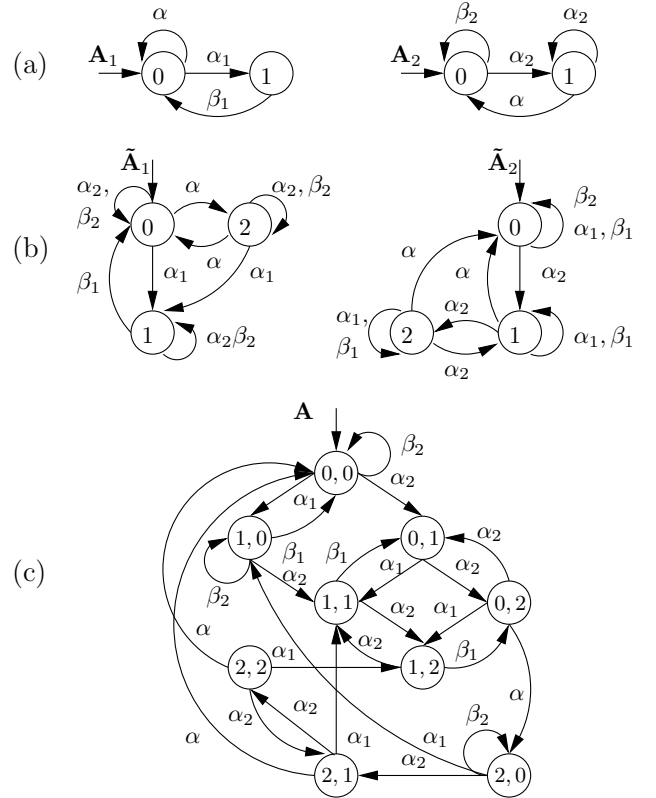 (a)
A₁
α
0
α₁
1
β₁
A₂
β₂
0
α₂
α₂
1
α
(b)
Ã₁
α₂,
β₂
0
α
2
α₂, β₂
α
α₁
α₁
β₁
1
α₂β₂
Ã₂
0
β₂
α₁, β₁
α
α
α₂
α₁,
β₁
2
α₂
1
α₁, β₁
α₂
(c)
A
β₂
0, 0
α₂
α₁
1, 0
0, 1
α₂
β₁
β₁
α₂
α₁
α₂
β₂
1, 1
α₂
α₁
0, 2
α
α₂
2, 2
α₁
1, 2
β₁
α
α₂
α₂
β₂
α
α₁
α₁
α₂
2, 1
2, 0